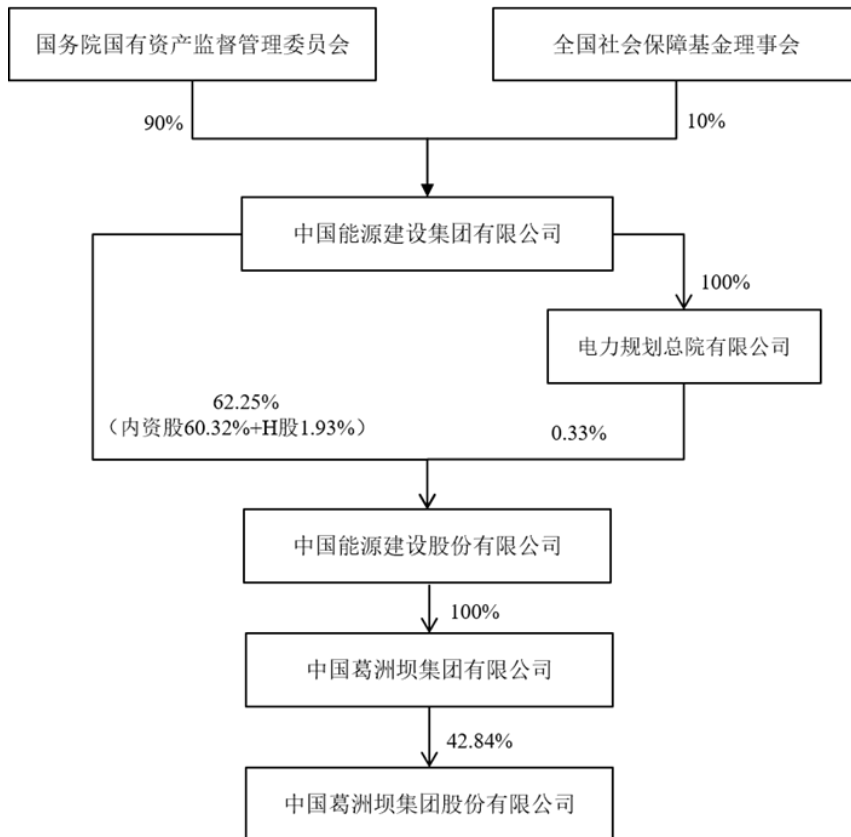 国务院国有资产监督管理委员会
全国社会保障基金理事会
90%
10%
中国能源建设集团有限公司
100%
电力规划总院有限公司
62.25%
（内资股60.32%+H股1.93%）
0.33%
中国能源建设股份有限公司
100%
中国葛洲坝集团有限公司
42.84%
中国葛洲坝集团股份有限公司